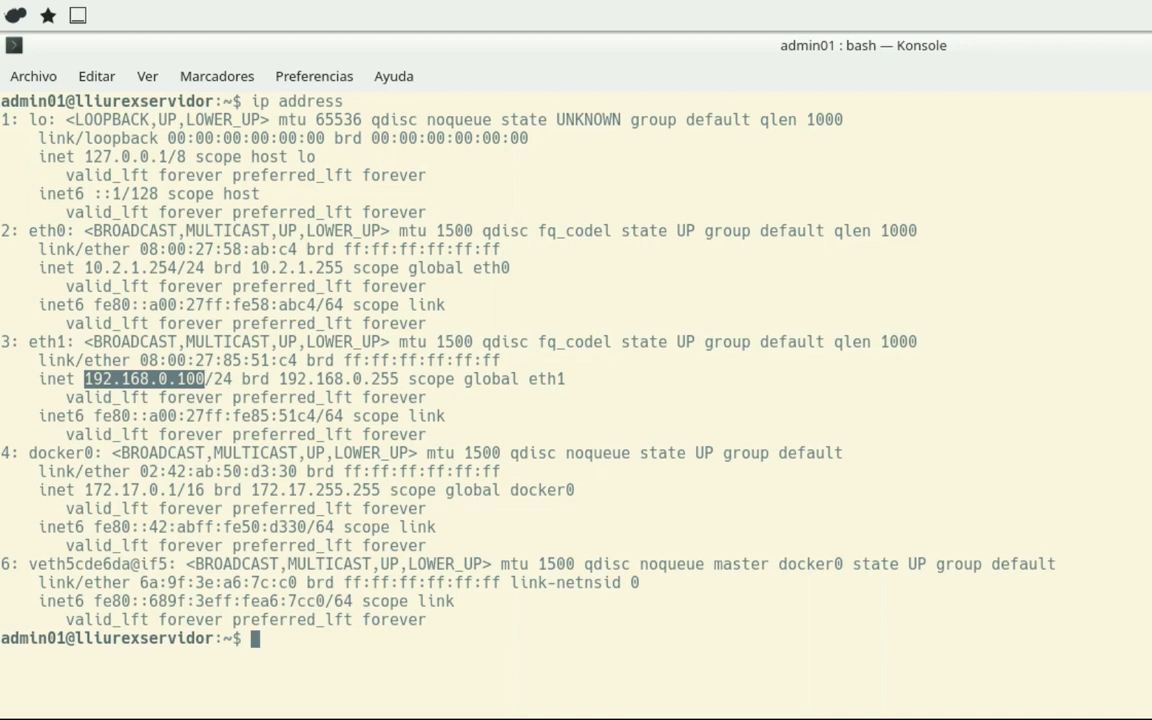 admin01 : bash — Konsole
Archivo Editar Ver Marcadores Preferencias Ayuda
admin01@lliurexservidor:~$ ip address
1: lo: <LOOPBACK,UP,LOWER_UP> mtu 65536 qdisc noqueue state UNKNOWN group default qlen 1000
    link/loopback 00:00:00:00:00:00 brd 00:00:00:00:00:00
    inet 127.0.0.1/8 scope host lo
       valid_lft forever preferred_lft forever
    inet6 ::1/128 scope host
       valid_lft forever preferred_lft forever
2: eth0: <BROADCAST,MULTICAST,UP,LOWER_UP> mtu 1500 qdisc fq_codel state UP group default qlen 1000
    link/ether 08:00:27:58:ab:c4 brd ff:ff:ff:ff:ff:ff
    inet 10.2.1.254/24 brd 10.2.1.255 scope global eth0
       valid_lft forever preferred_lft forever
    inet6 fe80::a00:27ff:fe58:abc4/64 scope link
       valid_lft forever preferred_lft forever
3: eth1: <BROADCAST,MULTICAST,UP,LOWER_UP> mtu 1500 qdisc fq_codel state UP group default qlen 1000
    link/ether 08:00:27:85:51:c4 brd ff:ff:ff:ff:ff:ff
    inet 192.168.0.100/24 brd 192.168.0.255 scope global eth1
       valid_lft forever preferred_lft forever
    inet6 fe80::a00:27ff:fe85:51c4/64 scope link
       valid_lft forever preferred_lft forever
4: docker0: <BROADCAST,MULTICAST,UP,LOWER_UP> mtu 1500 qdisc noqueue state UP group default
    link/ether 02:42:ab:50:d3:30 brd ff:ff:ff:ff:ff:ff
    inet 172.17.0.1/16 brd 172.17.255.255 scope global docker0
       valid_lft forever preferred_lft forever
    inet6 fe80::42:abff:fe50:d330/64 scope link
       valid_lft forever preferred_lft forever
6: veth5cde6da@if5: <BROADCAST,MULTICAST,UP,LOWER_UP> mtu 1500 qdisc noqueue master docker0 state UP group default
    link/ether 6a:9f:3e:a6:7c:c0 brd ff:ff:ff:ff:ff:ff link-netnsid 0
    inet6 fe80::689f:3eff:fea6:7cc0/64 scope link
       valid_lft forever preferred_lft forever
admin01@lliurexservidor:~$